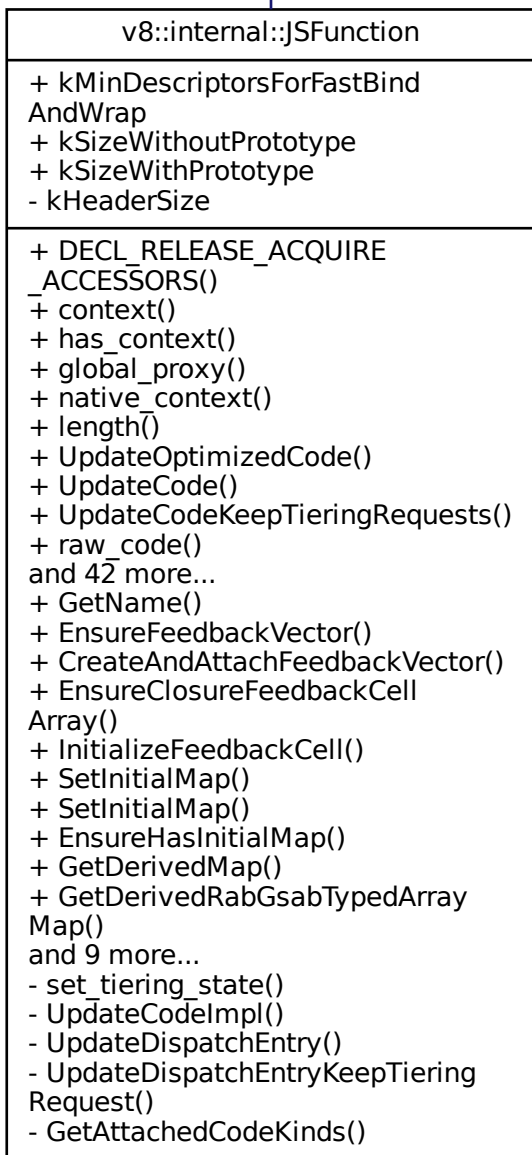 v8::internal::JSFunction
+ kMinDescriptorsForFastBind
AndWrap
+ kSizeWithoutPrototype
+ kSizeWithPrototype
- kHeaderSize
+ DECL_RELEASE_ACQUIRE
_ACCESSORS()
+ context()
+ has_context()
+ global_proxy()
+ native_context()
+ length()
+ UpdateOptimizedCode()
+ UpdateCode()
+ UpdateCodeKeepTieringRequests()
+ raw_code()
and 42 more...
+ GetName()
+ EnsureFeedbackVector()
+ CreateAndAttachFeedbackVector()
+ EnsureClosureFeedbackCell
Array()
+ InitializeFeedbackCell()
+ SetInitialMap()
+ SetInitialMap()
+ EnsureHasInitialMap()
+ GetDerivedMap()
+ GetDerivedRabGsabTypedArray
Map()
and 9 more...
- set_tiering_state()
- UpdateCodeImpl()
- UpdateDispatchEntry()
- UpdateDispatchEntryKeepTiering
Request()
- GetAttachedCodeKinds()